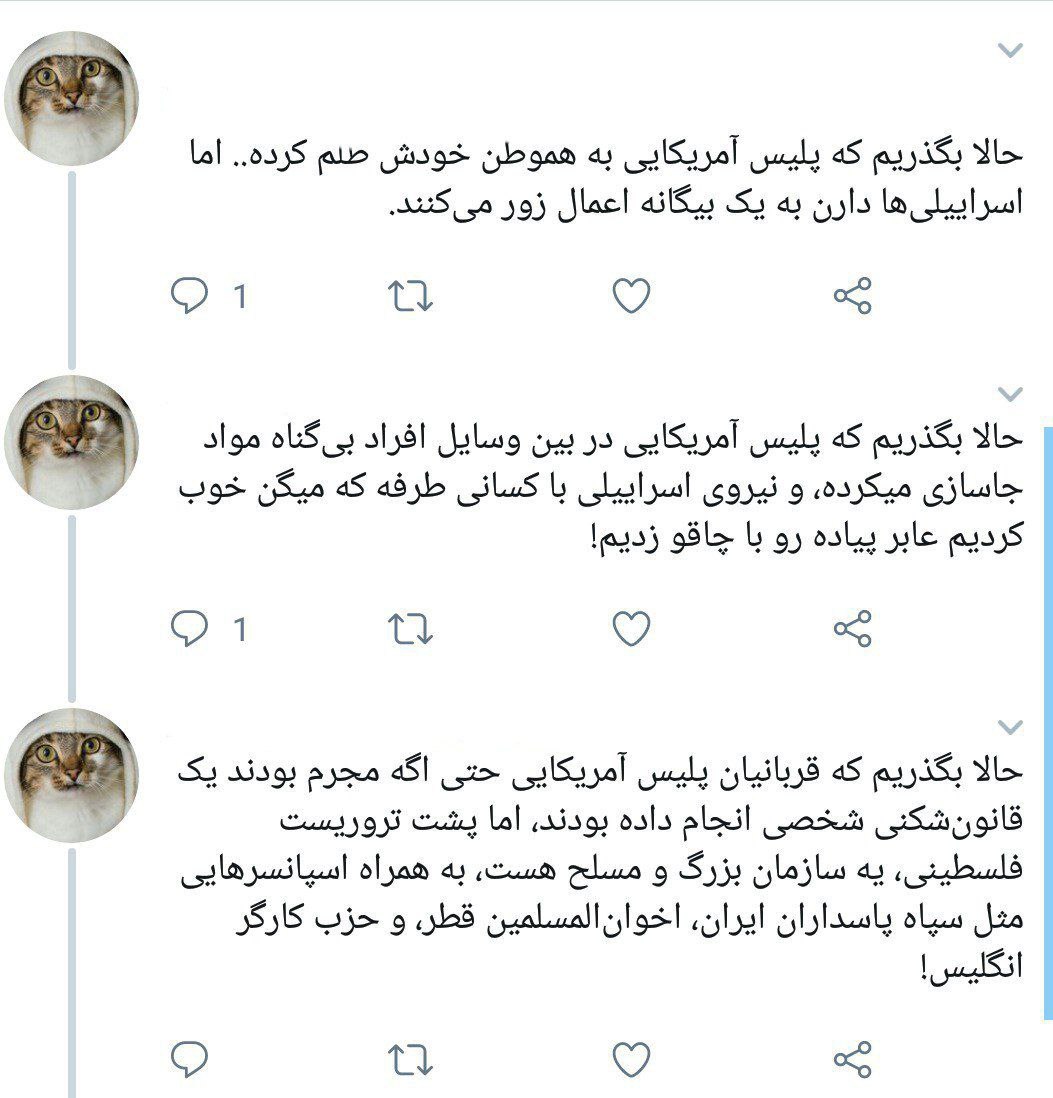 حالا بگذریم که پلیس آمریکایی به هموطن خودش ظلم کرده.. اما
اسراییلی‌ها دارن به یک بیگانه اعمال زور می‌کنند.
1
حالا بگذریم که پلیس آمریکایی در بین وسایل افراد بی‌گناه مواد
جاسازی میکرده، و نیروی اسراییلی با کسانی طرفه که میگن خوب
کردیم عابر پیاده رو با چاقو زدیم!
1
حالا بگذریم که قربانیان پلیس آمریکایی حتی اگه مجرم بودند یک
قانون‌شکنی شخصی انجام داده بودند، اما پشت تروریست
فلسطینی، یه سازمان بزرگ و مسلح هست، به همراه اسپانسرهایی
مثل سپاه پاسداران ایران، اخوان‌المسلمین قطر، و حزب کارگر
انگلیس!